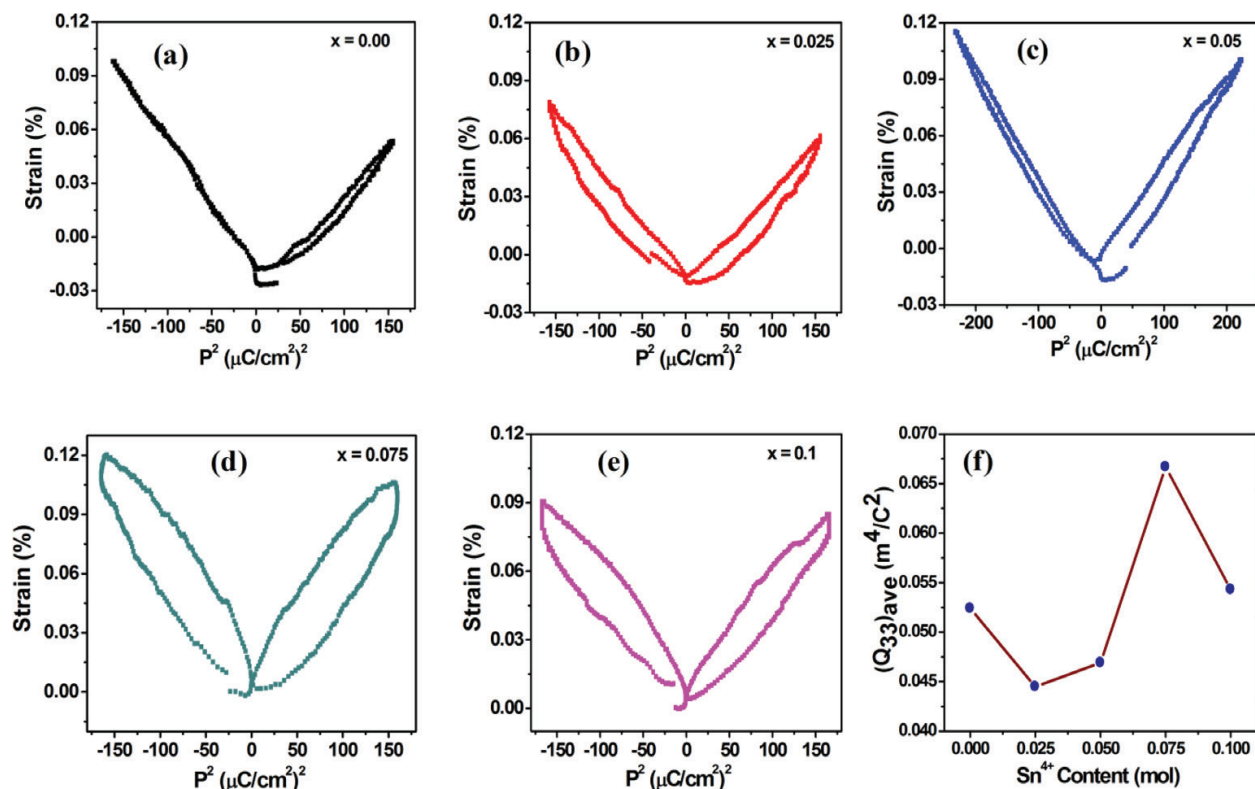 (a)
x = 0.00
0.12
0.09
0.06
0.03
0.00
-0.03
Strain (%)
-150 -100 -50 0 50 100 150
P² (µC/cm²)²
(b)
x = 0.025
0.12
0.09
0.06
0.03
0.00
-0.03
Strain (%)
-150 -100 -50 0 50 100 150
P² (µC/cm²)²
(c)
x = 0.05
0.12
0.09
0.06
0.03
0.00
-0.03
Strain (%)
-200 -100 0 100 200
P² (µC/cm²)²
(d)
x = 0.075
0.12
0.09
0.06
0.03
0.00
Strain (%)
-150 -100 -50 0 50 100 150
P² (µC/cm²)²
(e)
x = 0.1
0.12
0.09
0.06
0.03
0.00
Strain (%)
-150 -100 -50 0 50 100 150
P² (µC/cm²)²
(f)
0.070
0.065
0.060
0.055
0.050
0.045
0.040
(Q33)ave (m⁴/C²)
0.000 0.025 0.050 0.075 0.100
Sn⁴⁺ Content (mol)